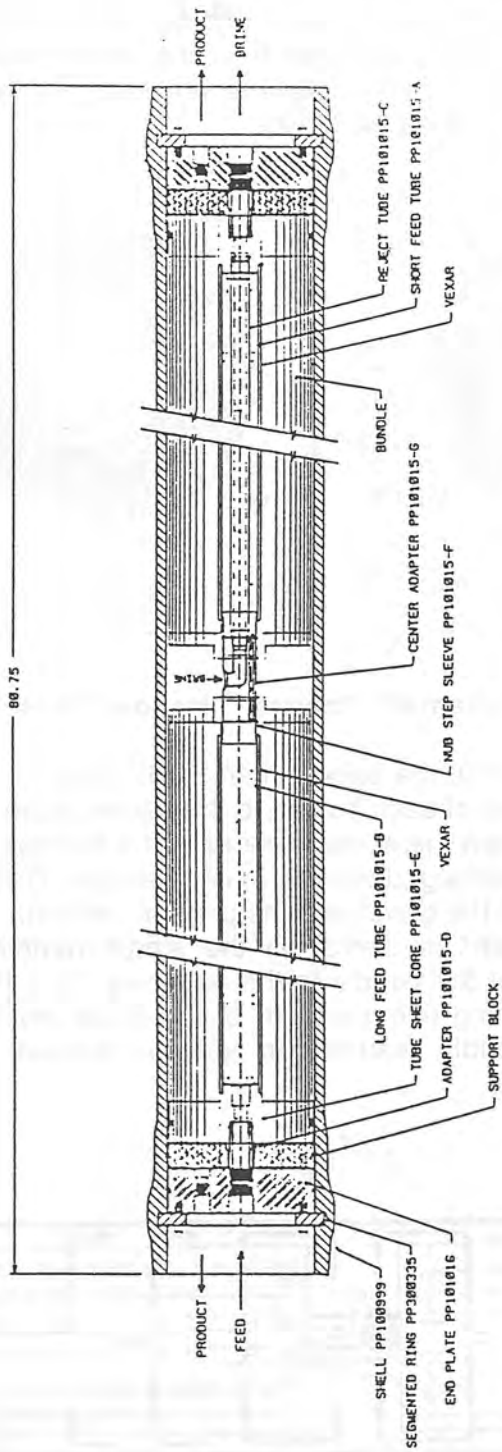 80.75
PRODUCT
FEED
PRODUCT
BRINE
BRINE
SHELL PP100999
SEGMENTED RING PP300335
END PLATE PP101016
SUPPORT BLOCK
ADAPTER PP101015-D
TUBE SHEET CORE PP101015-E
LONG FEED TUBE PP101015-B
VEXAR
NUB STEP SLEEVE PP101015-F
CENTER ADAPTER PP101015-G
BUNDLE
VEXAR
SHORT FEED TUBE PP101015-A
REJECT TUBE PP101015-C